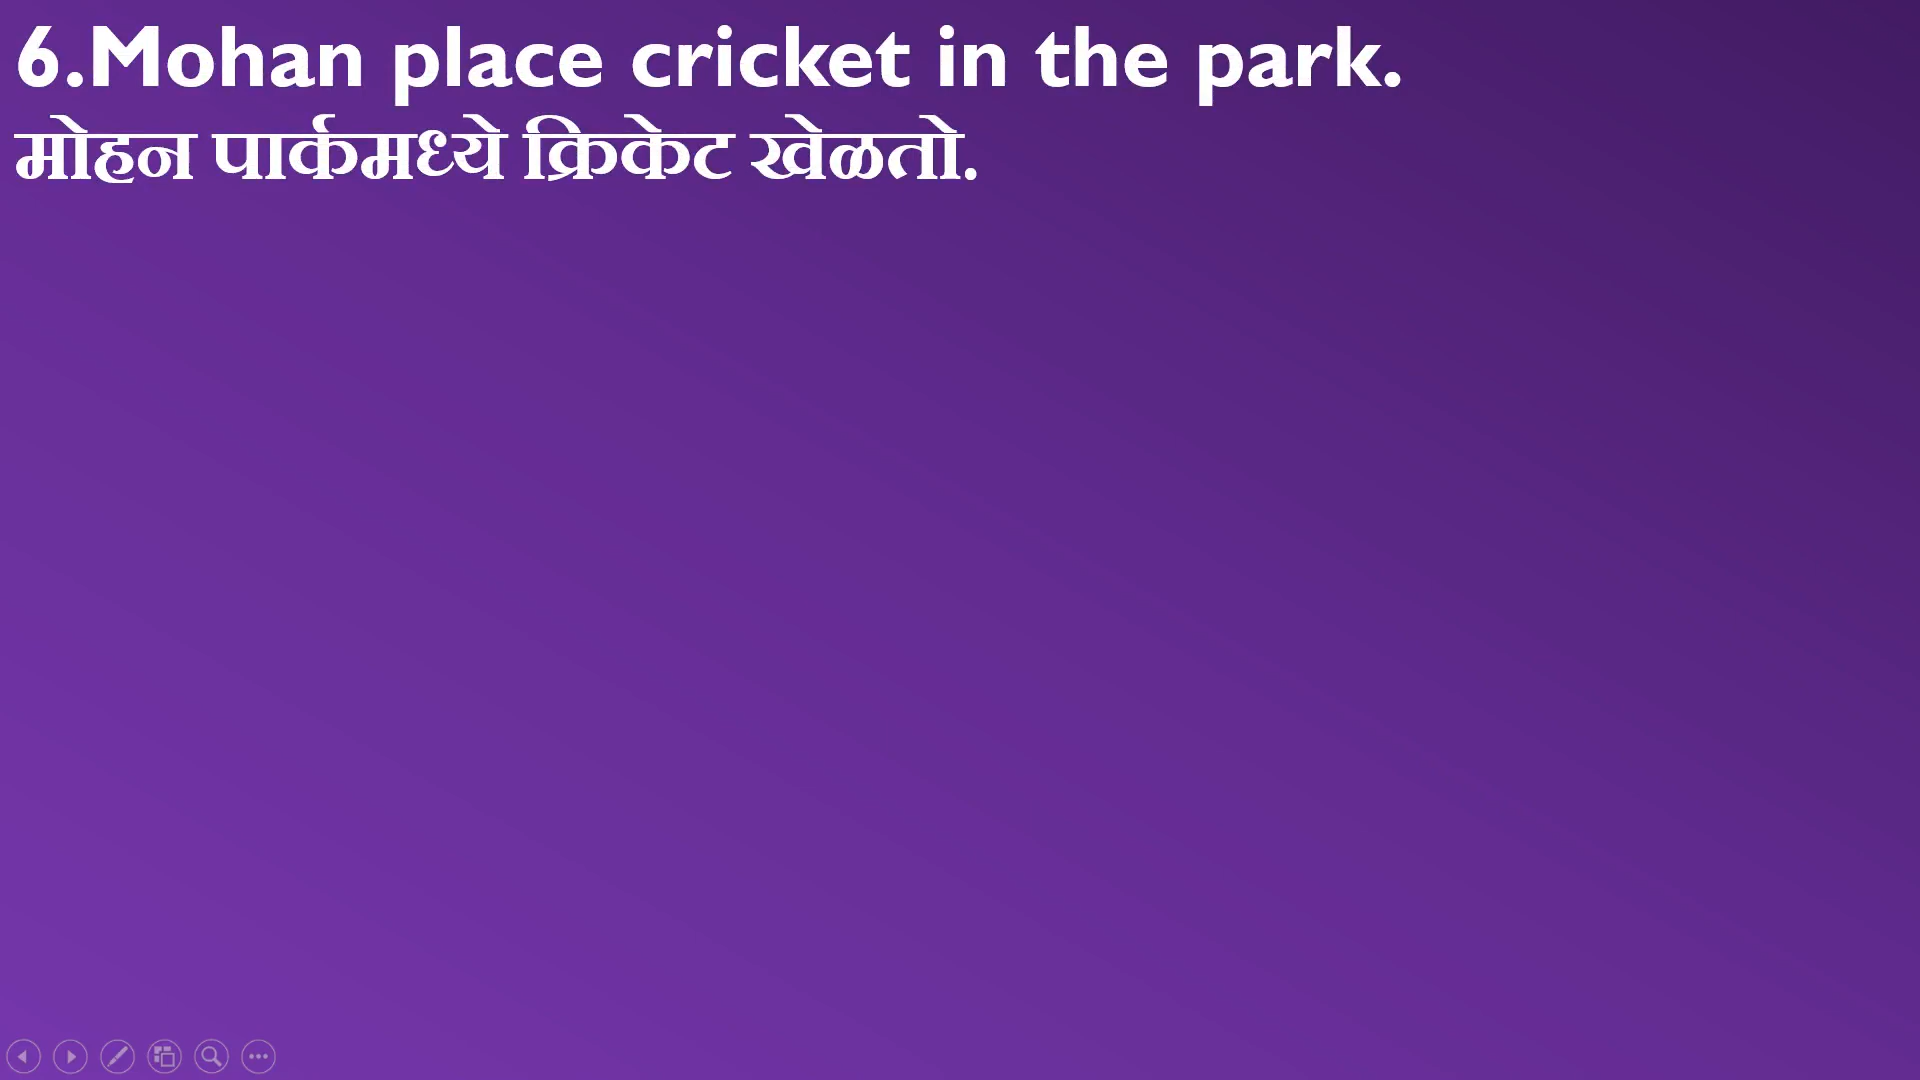 6.Mohan place cricket in the park.
मोहन पार्कमध्ये क्रिकेट खेळतो.